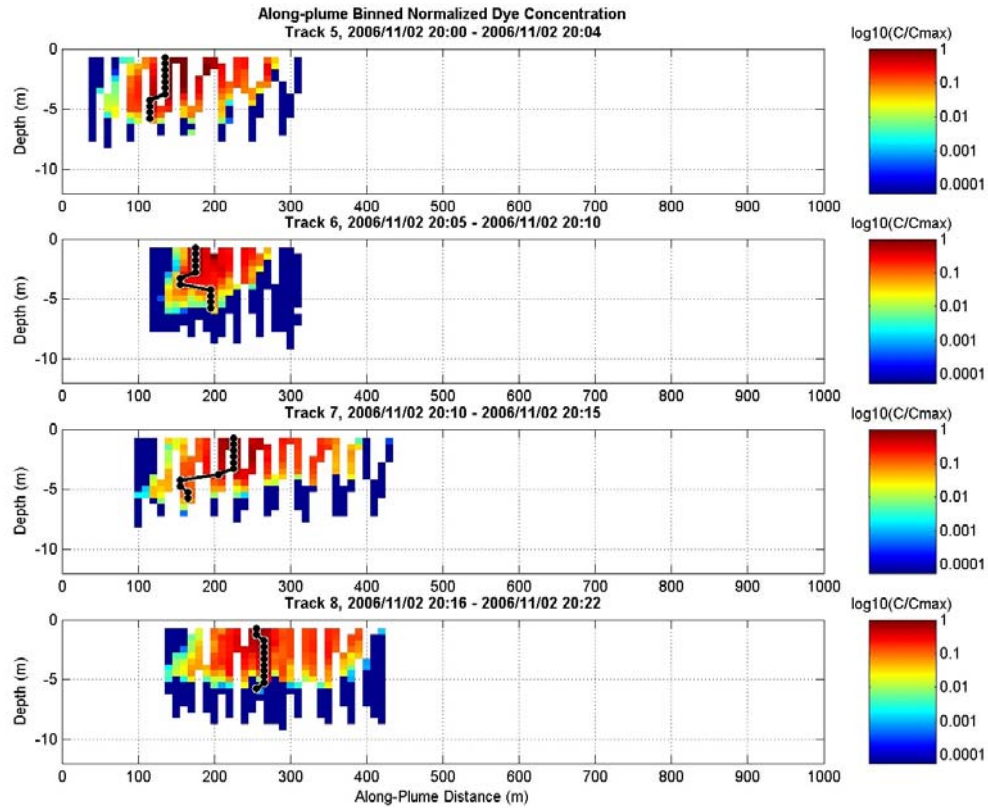 Along-plume Binned Normalized Dye Concentration
Track 5, 2006/11/02 20:00 - 2006/11/02 20:04
log10(C/Cmax)
0
-5
-10
Depth (m)
0 100 200 300 400 500 600 700 800 900 1000
1
0.1
0.01
0.001
0.0001
Track 6, 2006/11/02 20:05 - 2006/11/02 20:10
log10(C/Cmax)
0
-5
-10
Depth (m)
0 100 200 300 400 500 600 700 800 900 1000
1
0.1
0.01
0.001
0.0001
Track 7, 2006/11/02 20:10 - 2006/11/02 20:15
log10(C/Cmax)
0
-5
-10
Depth (m)
0 100 200 300 400 500 600 700 800 900 1000
1
0.1
0.01
0.001
0.0001
Track 8, 2006/11/02 20:16 - 2006/11/02 20:22
log10(C/Cmax)
0
-5
-10
Depth (m)
0 100 200 300 400 500 600 700 800 900 1000
Along-Plume Distance (m)
1
0.1
0.01
0.001
0.0001